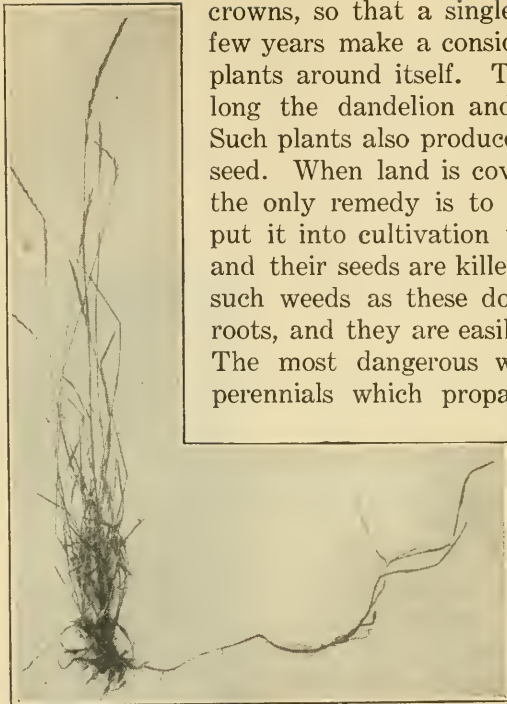 crowns, so that a single
few years make a consid
plants around itself. T
long the dandelion and
Such plants also produce
seed. When land is cov
the only remedy is to
put it into cultivation
and their seeds are kille
such weeds as these do
roots, and they are easil
The most dangerous w
perennials which propa